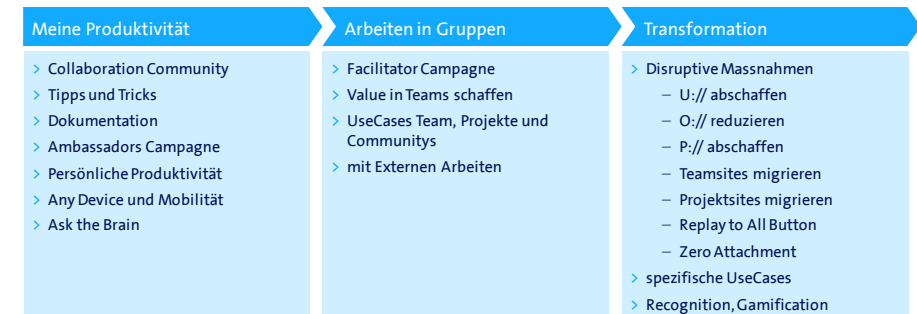 Meine Produktivität
> Collaboration Community
> Tipps und Tricks
> Dokumentation
> Ambassadors Campagne
> Persönliche Produktivität
> Any Device und Mobilität
> Ask the Brain
Arbeiten in Gruppen
> Facilitator Campagne
> Value in Teams schaffen
> UseCases Team, Projekte und
Communitys
> mit Externen Arbeiten
Transformation
> Disruptive Massnahmen
– U:// abschaffen
– O:// reduzieren
– P:// abschaffen
– Teamsites migrieren
– Projektsites migrieren
– Replay to All Button
– Zero Attachment
> spezifische UseCases
> Recognition, Gamification